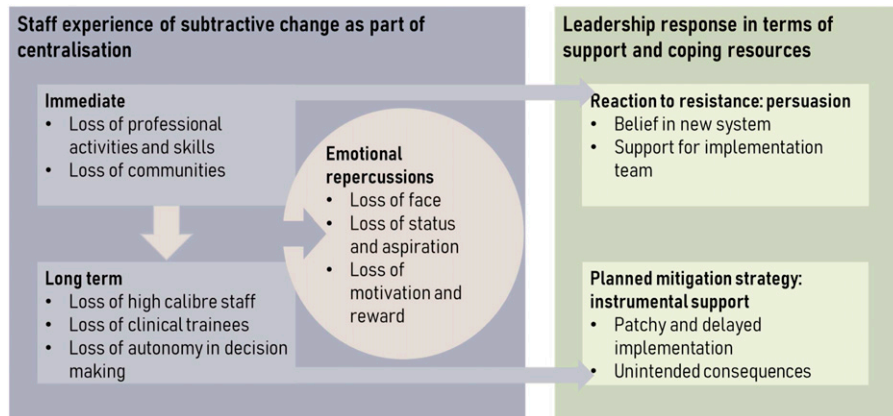 Staff experience of subtractive change as part of
centralisation
Immediate
• Loss of professional
activities and skills
• Loss of communities
Long term
• Loss of high calibre staff
• Loss of clinical trainees
• Loss of autonomy in decision
making
Emotional
repercussions
• Loss of face
• Loss of status
and aspiration
• Loss of
motivation and
reward
Leadership response in terms of
support and coping resources
Reaction to resistance: persuasion
• Belief in new system
• Support for implementation
team
Planned mitigation strategy:
instrumental support
• Patchy and delayed
implementation
• Unintended consequences